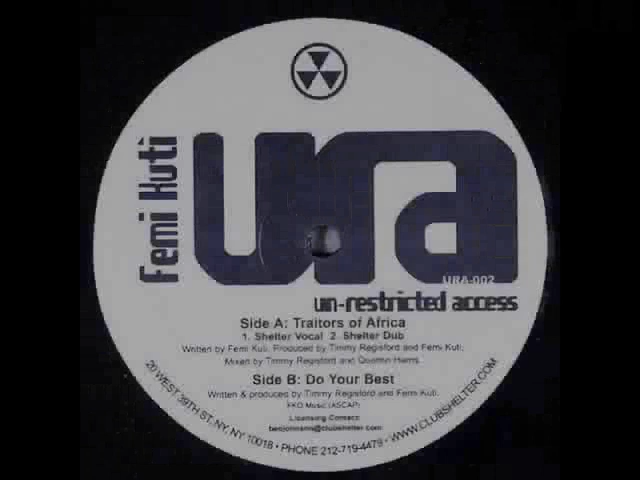 Femi Kuti
ura
URA-002
un-restricted access
Side A: Traitors of Africa
1. Shelter Vocal 2. Shelter Dub
Written by Femi Kuti. Produced by Timmy Regisford and Femi Kuti.
Mixed by Timmy Regisford and Quentin Harris.
Side B: Do Your Best
Written & produced by Timmy Regisford and Femi Kuti.
FKO Music (ASCAP)
Licensing Contact:
20 WEST 39TH ST, NY, NY 10018 • PHONE 212-719-4479 • WWW.CLUBSHELTER.COM